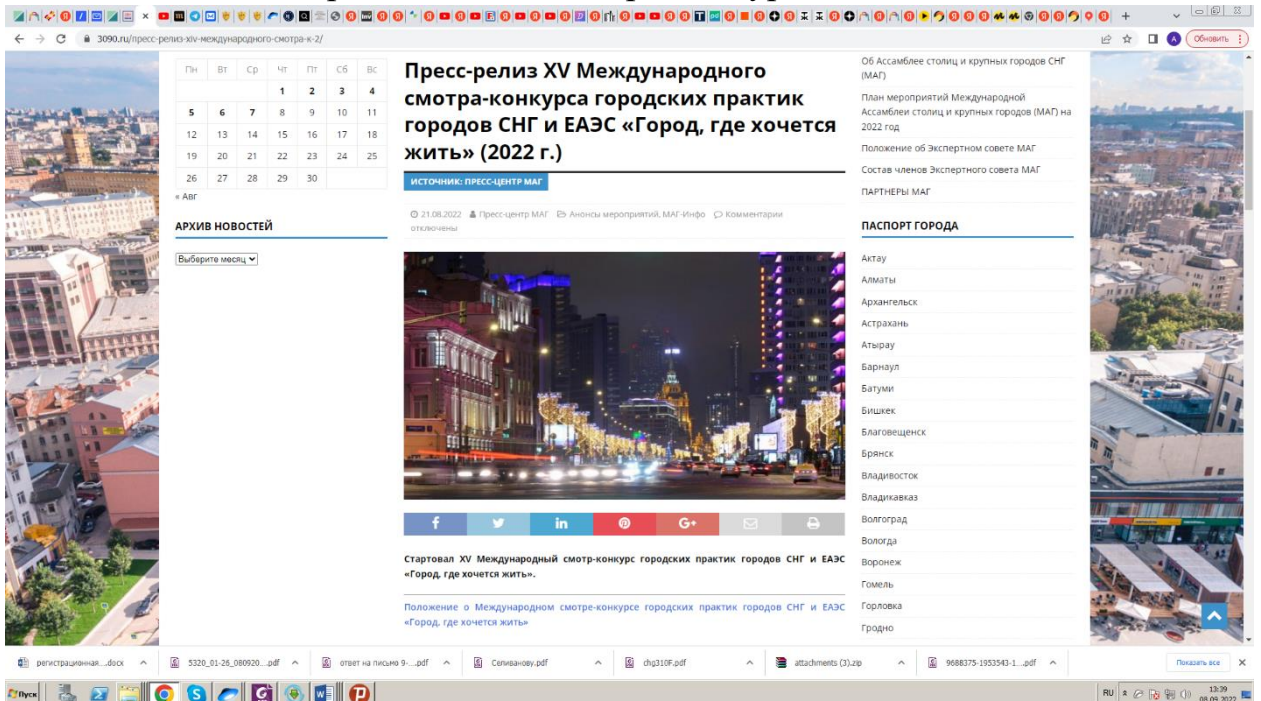 3090.ru/пресс-релиз-xiv-международного-смотра-к-2/
Обновить
Пн Вт Ср Чт Пт Сб Вс
1 2 3 4
5 6 7 8 9 10 11
12 13 14 15 16 17 18
19 20 21 22 23 24 25
26 27 28 29 30
« Авг
АРХИВ НОВОСТЕЙ
Выберите месяц
Пресс-релиз XV Международного
смотра-конкурса городских практик
городов СНГ и ЕАЭС «Город, где хочется
жить» (2022 г.)
ИСТОЧНИК: ПРЕСС-ЦЕНТР МАГ
21.08.2022 Пресс-центр МАГ Анонсы мероприятий, МАГ-Инфо Комментарии
отключены
f in G+
Стартовал XV Международный смотр-конкурс городских практик городов СНГ и ЕАЭС
«Город, где хочется жить».
Положение о Международном смотре-конкурсе городских практик городов СНГ и ЕАЭС
«Город, где хочется жить»
Об Ассамблее столиц и крупных городов СНГ
(МАГ)
План мероприятий Международной
Ассамблеи столиц и крупных городов (МАГ) на
2022 год
Положение об Экспертном совете МАГ
Состав членов Экспертного совета МАГ
ПАРТНЕРЫ МАГ
ПАСПОРТ ГОРОДА
Актау
Алматы
Архангельск
Астрахань
Атырау
Барнаул
Батуми
Бишкек
Благовещенск
Брянск
Владивосток
Владикавказ
Волгоград
Вологда
Воронеж
Гомель
Горловка
Гродно
регистрационная....docx
5320_01-26_080920....pdf
ответ на письмо 9-....pdf
Селиванову.pdf
chg310F.pdf
attachments (3).zip
9688375-1953543-1....pdf
Показать все
Пуск
RU
13:39
08.09.2022